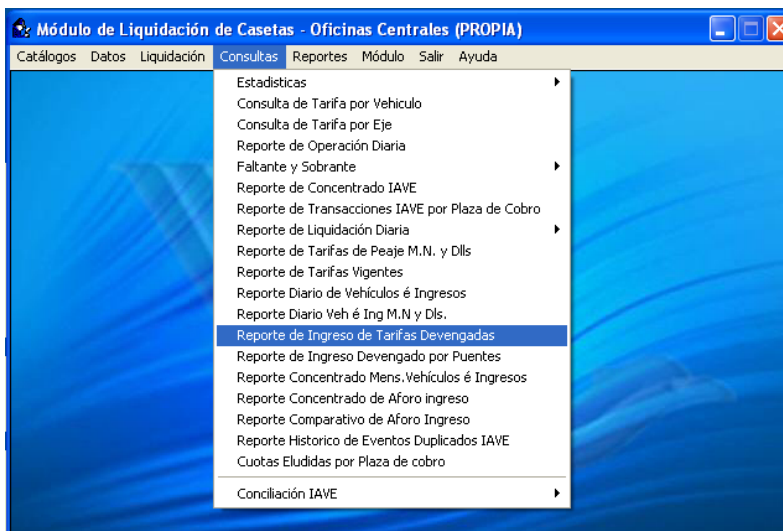 Módulo de Liquidación de Casetas - Oficinas Centrales (PROPIA)
Catálogos Datos Liquidación Consultas Reportes Módulo Salir Ayuda
Estadisticas
Consulta de Tarifa por Vehiculo
Consulta de Tarifa por Eje
Reporte de Operación Diaria
Faltante y Sobrante
Reporte de Concentrado IAVE
Reporte de Transacciones IAVE por Plaza de Cobro
Reporte de Liquidación Diaria
Reporte de Tarifas de Peaje M.N. y Dlls
Reporte de Tarifas Vigentes
Reporte Diario de Vehículos é Ingresos
Reporte Diario Veh é Ing M.N y Dls.
Reporte de Ingreso de Tarifas Devengadas
Reporte de Ingreso Devengado por Puentes
Reporte Concentrado Mens.Vehículos é Ingresos
Reporte Concentrado de Aforo ingreso
Reporte Comparativo de Aforo Ingreso
Reporte Historico de Eventos Duplicados IAVE
Cuotas Eludidas por Plaza de cobro
Conciliación IAVE